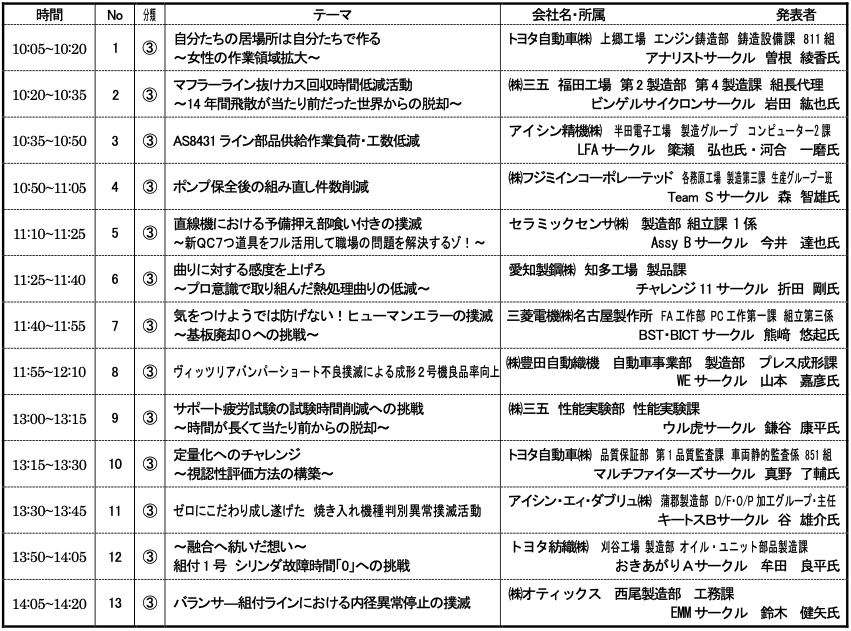 時間 No 分類 テーマ 会社名・所属 発表者
10:05~10:20 1 ③ 自分たちの居場所は自分たちで作る トヨタ自動車㈱ 上郷工場 エンジン鋳造部 鋳造設備課 811組
～女性の作業領域拡大～ アナリストサークル 曽根 綾香氏
10:20~10:35 2 ③ マフラーライン抜けカス回収時間低減活動 ㈱三五 福田工場 第2製造部 第4製造課 組長代理
～14年間飛散が当たり前だった世界からの脱却～ ビンゲルサイクロンサークル 岩田 紘也氏
10:35~10:50 3 ③ AS8431ライン部品供給作業負荷・工数低減 アイシン精機㈱ 半田電子工場 製造グループ コンピューター2課
LFAサークル 簗瀬 弘也氏・河合 一磨氏
10:50~11:05 4 ③ ポンプ保全後の組み直し件数削減 ㈱フジミインコーポレーテッド 各務原工場 製造第三課 生産グループ一班
Team Sサークル 森 智雄氏
11:10~11:25 5 ③ 直線機における予備押え部喰い付きの撲滅 セラミックセンサ㈱ 製造部 組立課 1係
～新QC7つ道具をフル活用して職場の問題を解決するゾ！～ Assy Bサークル 今井 達也氏
11:25~11:40 6 ③ 曲りに対する感度を上げろ 愛知製鋼㈱ 知多工場 製品課
～プロ意識で取り組んだ熱処理曲りの低減～ チャレンジ11サークル 折田 剛氏
11:40~11:55 7 ③ 気をつけようでは防げない！ヒューマンエラーの撲滅 三菱電機㈱名古屋製作所 FA工作部 PC工作第一課 組立第三係
～基板廃却0への挑戦～ BST・BICTサークル 熊﨑 悠起氏
11:55~12:10 8 ③ ヴィッツリアバンパーショート不良撲滅による成形2号機良品率向上 ㈱豊田自動織機 自動車事業部 製造部 プレス成形課
WEサークル 山本 嘉彦氏
13:00~13:15 9 ③ サポート疲労試験の試験時間削減への挑戦 ㈱三五 性能実験部 性能実験課
～時間が長くて当たり前からの脱却～ ウル虎サークル 鎌谷 康平氏
13:15~13:30 10 ③ 定量化へのチャレンジ トヨタ自動車㈱ 品質保証部 第1品質監査課 車両静的監査係 851組
～視認性評価方法の構築～ マルチファイターズサークル 真野 了輔氏
13:30~13:45 11 ③ ゼロにこだわり成し遂げた 焼き入れ機種判別異常撲滅活動 アイシン・エィ・ダブリュ㈱ 蒲郡製造部 D/F・O/P加工グループ・主任
キートスBサークル 谷 雄介氏
13:50~14:05 12 ③ ～融合へ紡いだ想い～ トヨタ紡織㈱ 刈谷工場 製造部 オイル・ユニット部品製造課
組付1号 シリンダ故障時間「0」への挑戦 おきあがりAサークル 牟田 良平氏
14:05~14:20 13 ③ バランサ―組付ラインにおける内径異常停止の撲滅 ㈱オティックス 西尾製造部 工務課
EMMサークル 鈴木 健矢氏